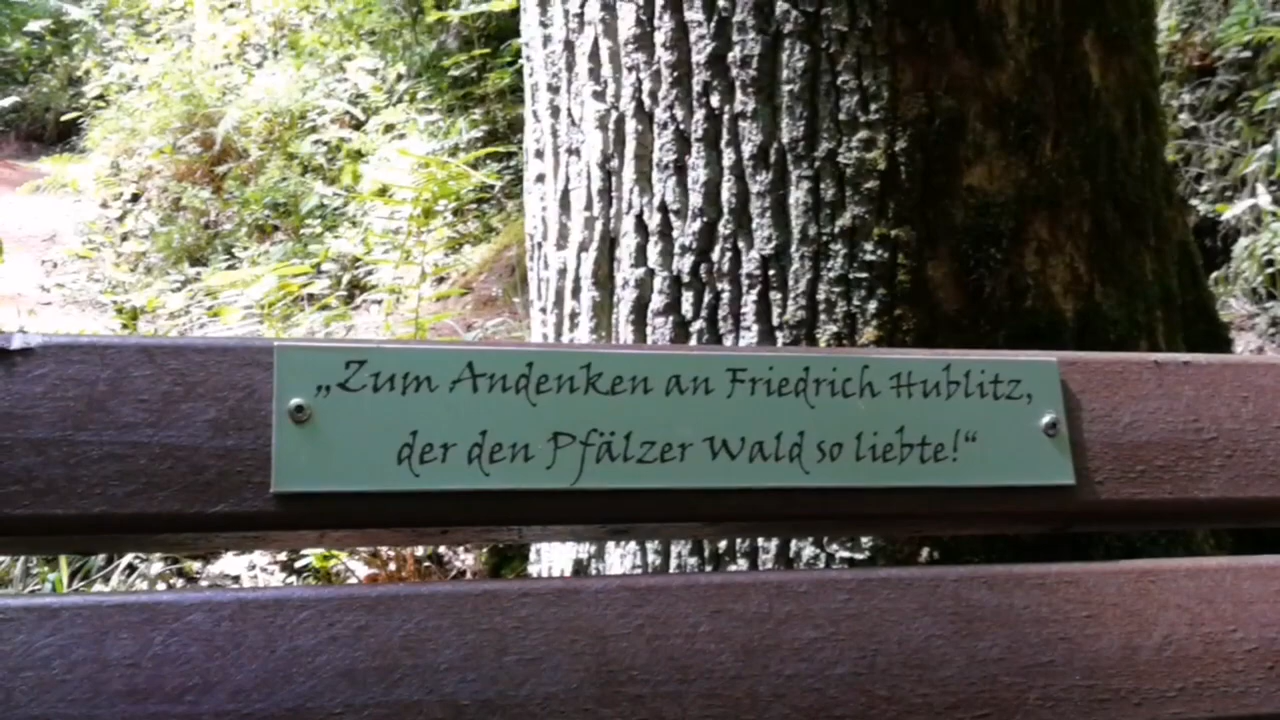 „Zum Andenken an Friedrich Hublitz,
der den Pfälzer Wald so liebte!“